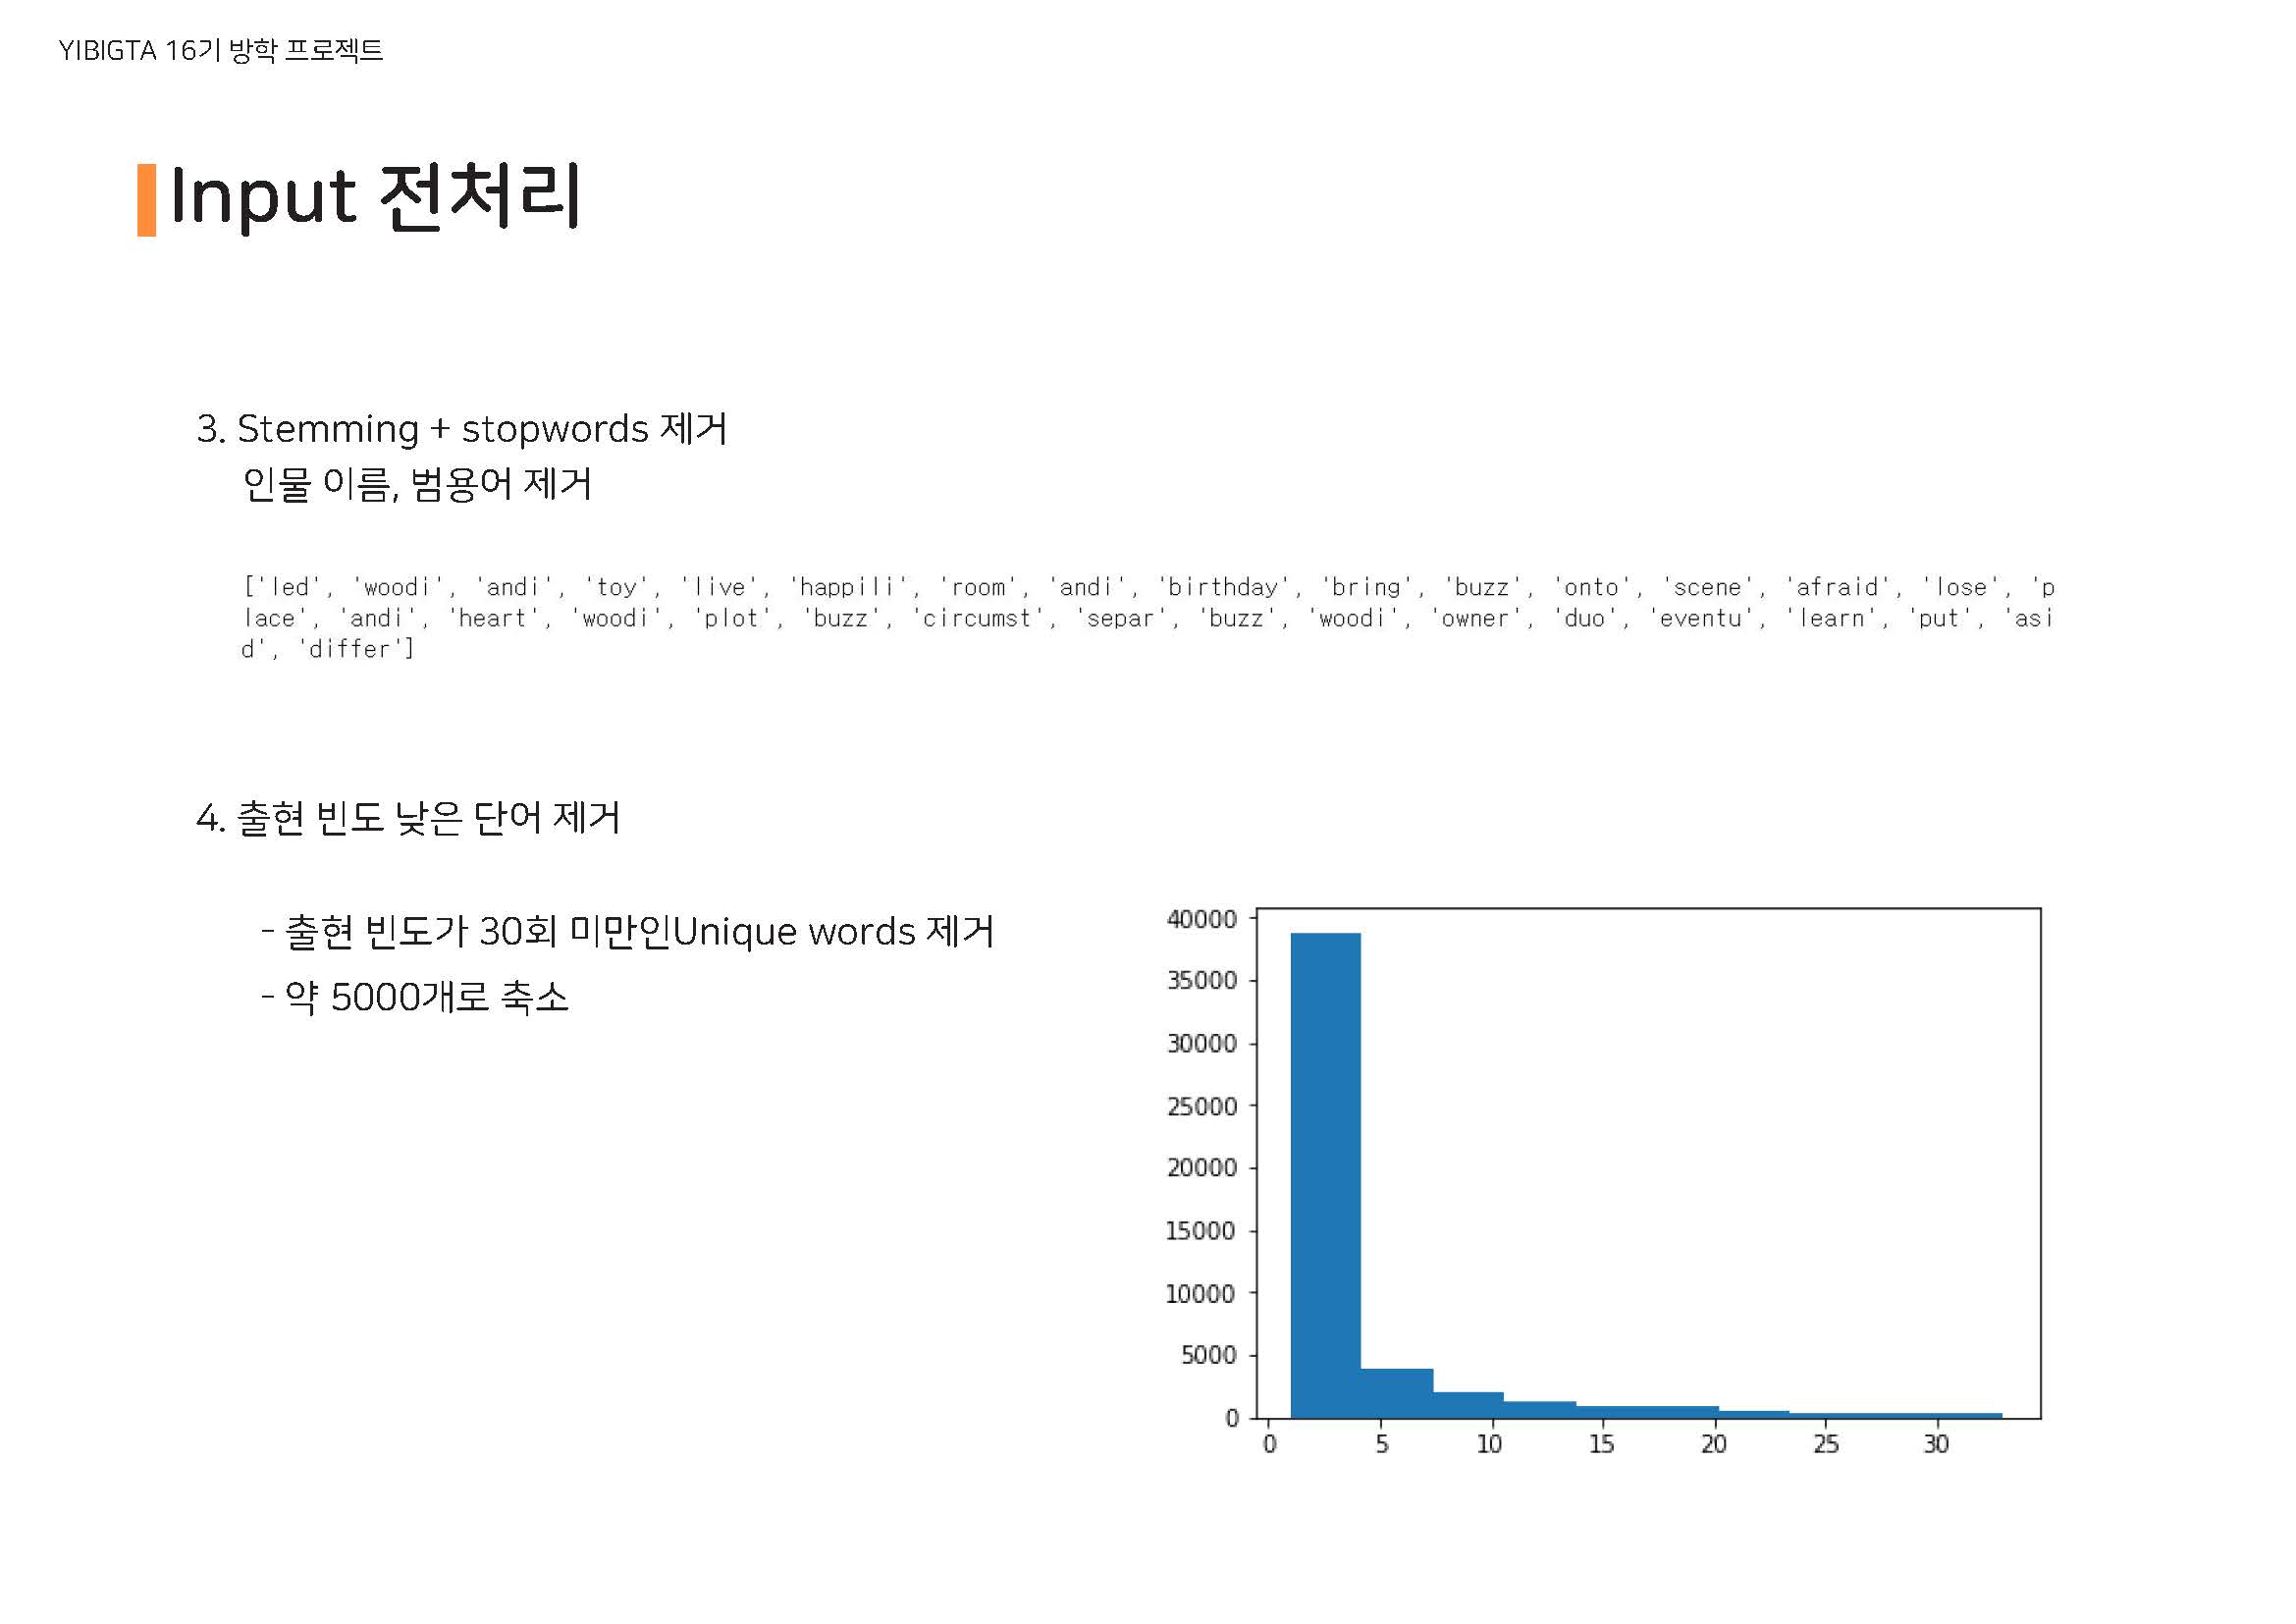 YIBIGTA 16기 방학 프로젝트
Input 전처리
3. Stemming + stopwords 제거
인물 이름, 범용어 제거
['led', 'woodi', 'andi', 'toy', 'live', 'happili', 'room', 'andi', 'birthday', 'bring', 'buzz', 'onto', 'scene', 'afraid', 'lose', 'p
lace', 'andi', 'heart', 'woodi', 'plot', 'buzz', 'circumst', 'separ', 'buzz', 'woodi', 'owner', 'duo', 'eventu', 'learn', 'put', 'asi
d', 'differ']
4. 출현 빈도 낮은 단어 제거
- 출현 빈도가 30회 미만인Unique words 제거
- 약 5000개로 축소
40000
35000
30000
25000
20000
15000
10000
5000
0
0 5 10 15 20 25 30